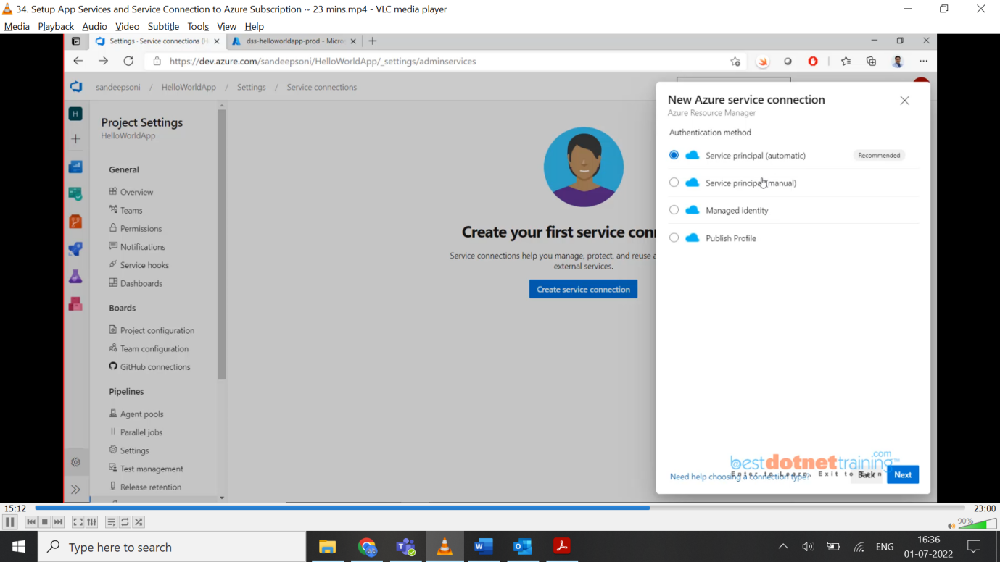 34. Setup App Services and Service Connection to Azure Subscription ~ 23 mins.mp4 - VLC media player
Media Playback Audio Video Subtitle Tools View Help
Settings - Service connections (H
dss-helloworldapp-prod - Micro
https://dev.azure.com/sandeepsoni/HelloWorldApp/_settings/adminservices
sandeepsoni / HelloWorldApp / Settings / Service connections
H
Project Settings
HelloWorldApp
General
Overview
Teams
Permissions
Notifications
Service hooks
Dashboards
Boards
Project configuration
Team configuration
GitHub connections
Pipelines
Agent pools
Parallel jobs
Settings
Test management
Release retention
Create your first service con
Service connections help you manage, protect, and reuse a
external services.
Create service connection
New Azure service connection
Azure Resource Manager
Authentication method
Service principal (automatic)
Recommended
Service principal (manual)
Managed identity
Publish Profile
bestdotnettraining.com
Enter to Learn, Exit to
Need help choosing a connection type?
Back
Next
15:12
23:00
90%
Type here to search
ENG
16:36
01-07-2022